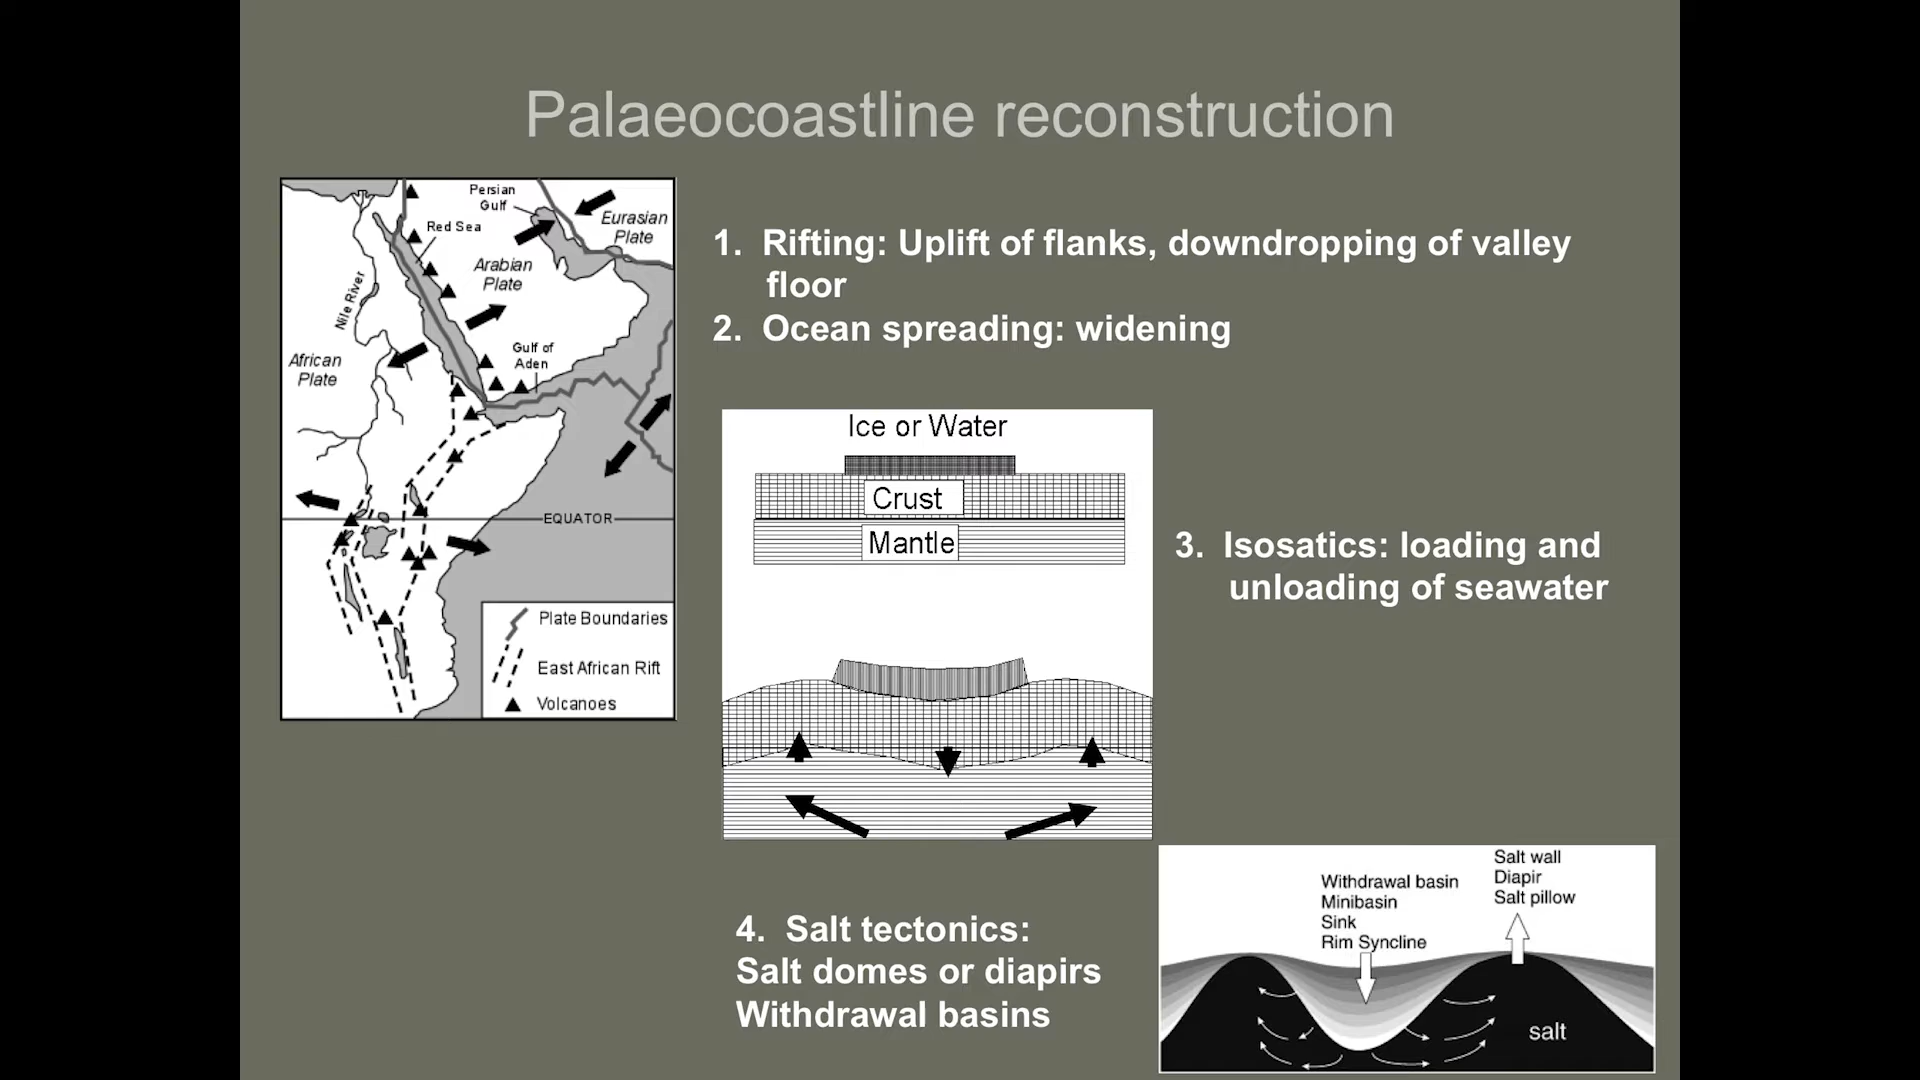 Palaeocoastline reconstruction
Persian
Gulf
Eurasian
Plate
Red Sea
Arabian
Plate
Nile River
African
Plate
Gulf of
Aden
EQUATOR
Plate Boundaries
East African Rift
Volcanoes
1. Rifting: Uplift of flanks, downdropping of valley
floor
2. Ocean spreading: widening
Ice or Water
Crust
Mantle
3. Isosatics: loading and
unloading of seawater
4. Salt tectonics:
Salt domes or diapirs
Withdrawal basins
Withdrawal basin
Minibasin
Sink
Rim Syncline
Salt wall
Diapir
Salt pillow
salt